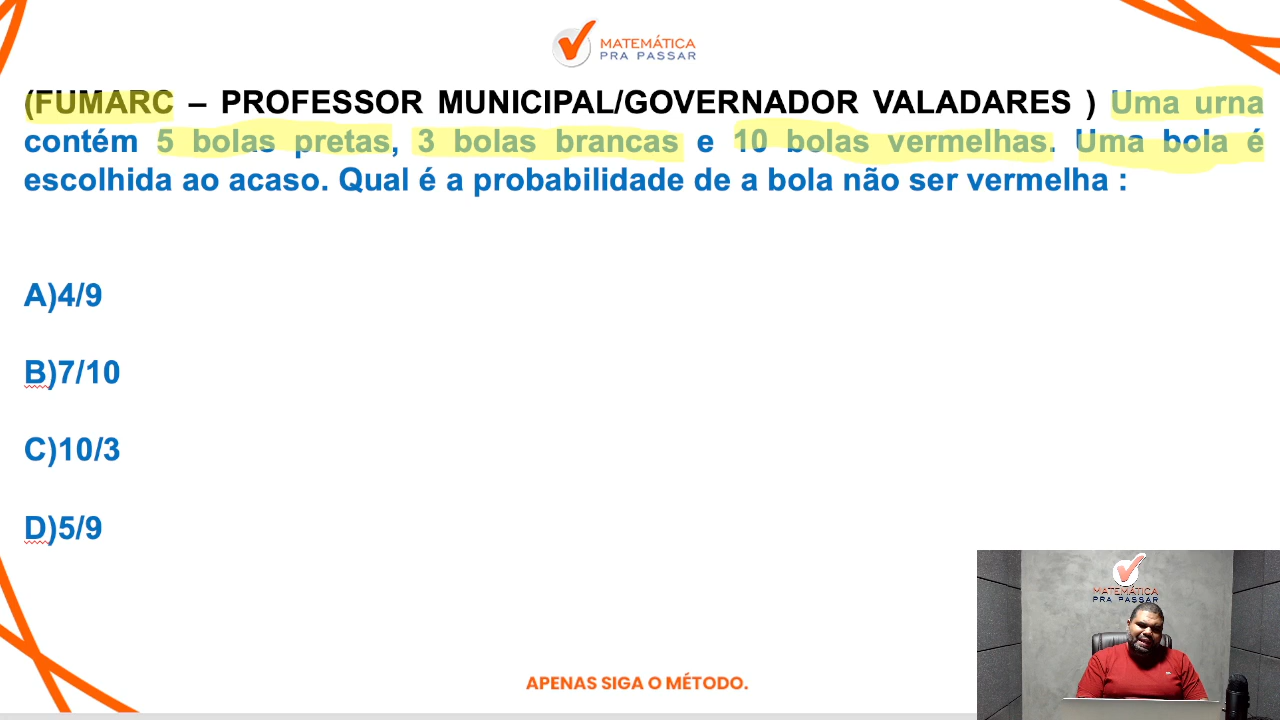 MATEMÁTICA
PRA PASSAR
(FUMARC – PROFESSOR MUNICIPAL/GOVERNADOR VALADARES ) Uma urna
contém 5 bolas pretas, 3 bolas brancas e 10 bolas vermelhas. Uma bola é
escolhida ao acaso. Qual é a probabilidade de a bola não ser vermelha :
A)4/9
B)7/10
C)10/3
D)5/9
MATEMÁTICA
PRA PASSAR
APENAS SIGA O MÉTODO.